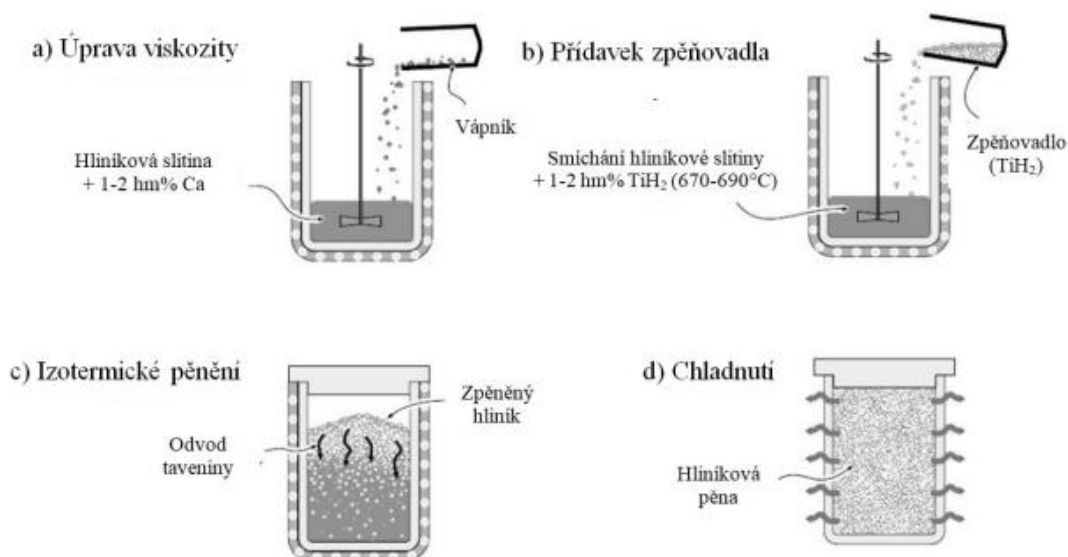 a) Úprava viskozity
Vápník
Hliníková slitina
+ 1-2 hm% Ca
b) Přídavek zpěňovadla
Zpěňovadlo
(TiH₂)
Smíchání hliníkové slitiny
+ 1-2 hm% TiH₂ (670-690°C)
c) Izotermické pěnění
Zpěněný
hliník
Odvod
taveniny
d) Chladnutí
Hliníková
pěna